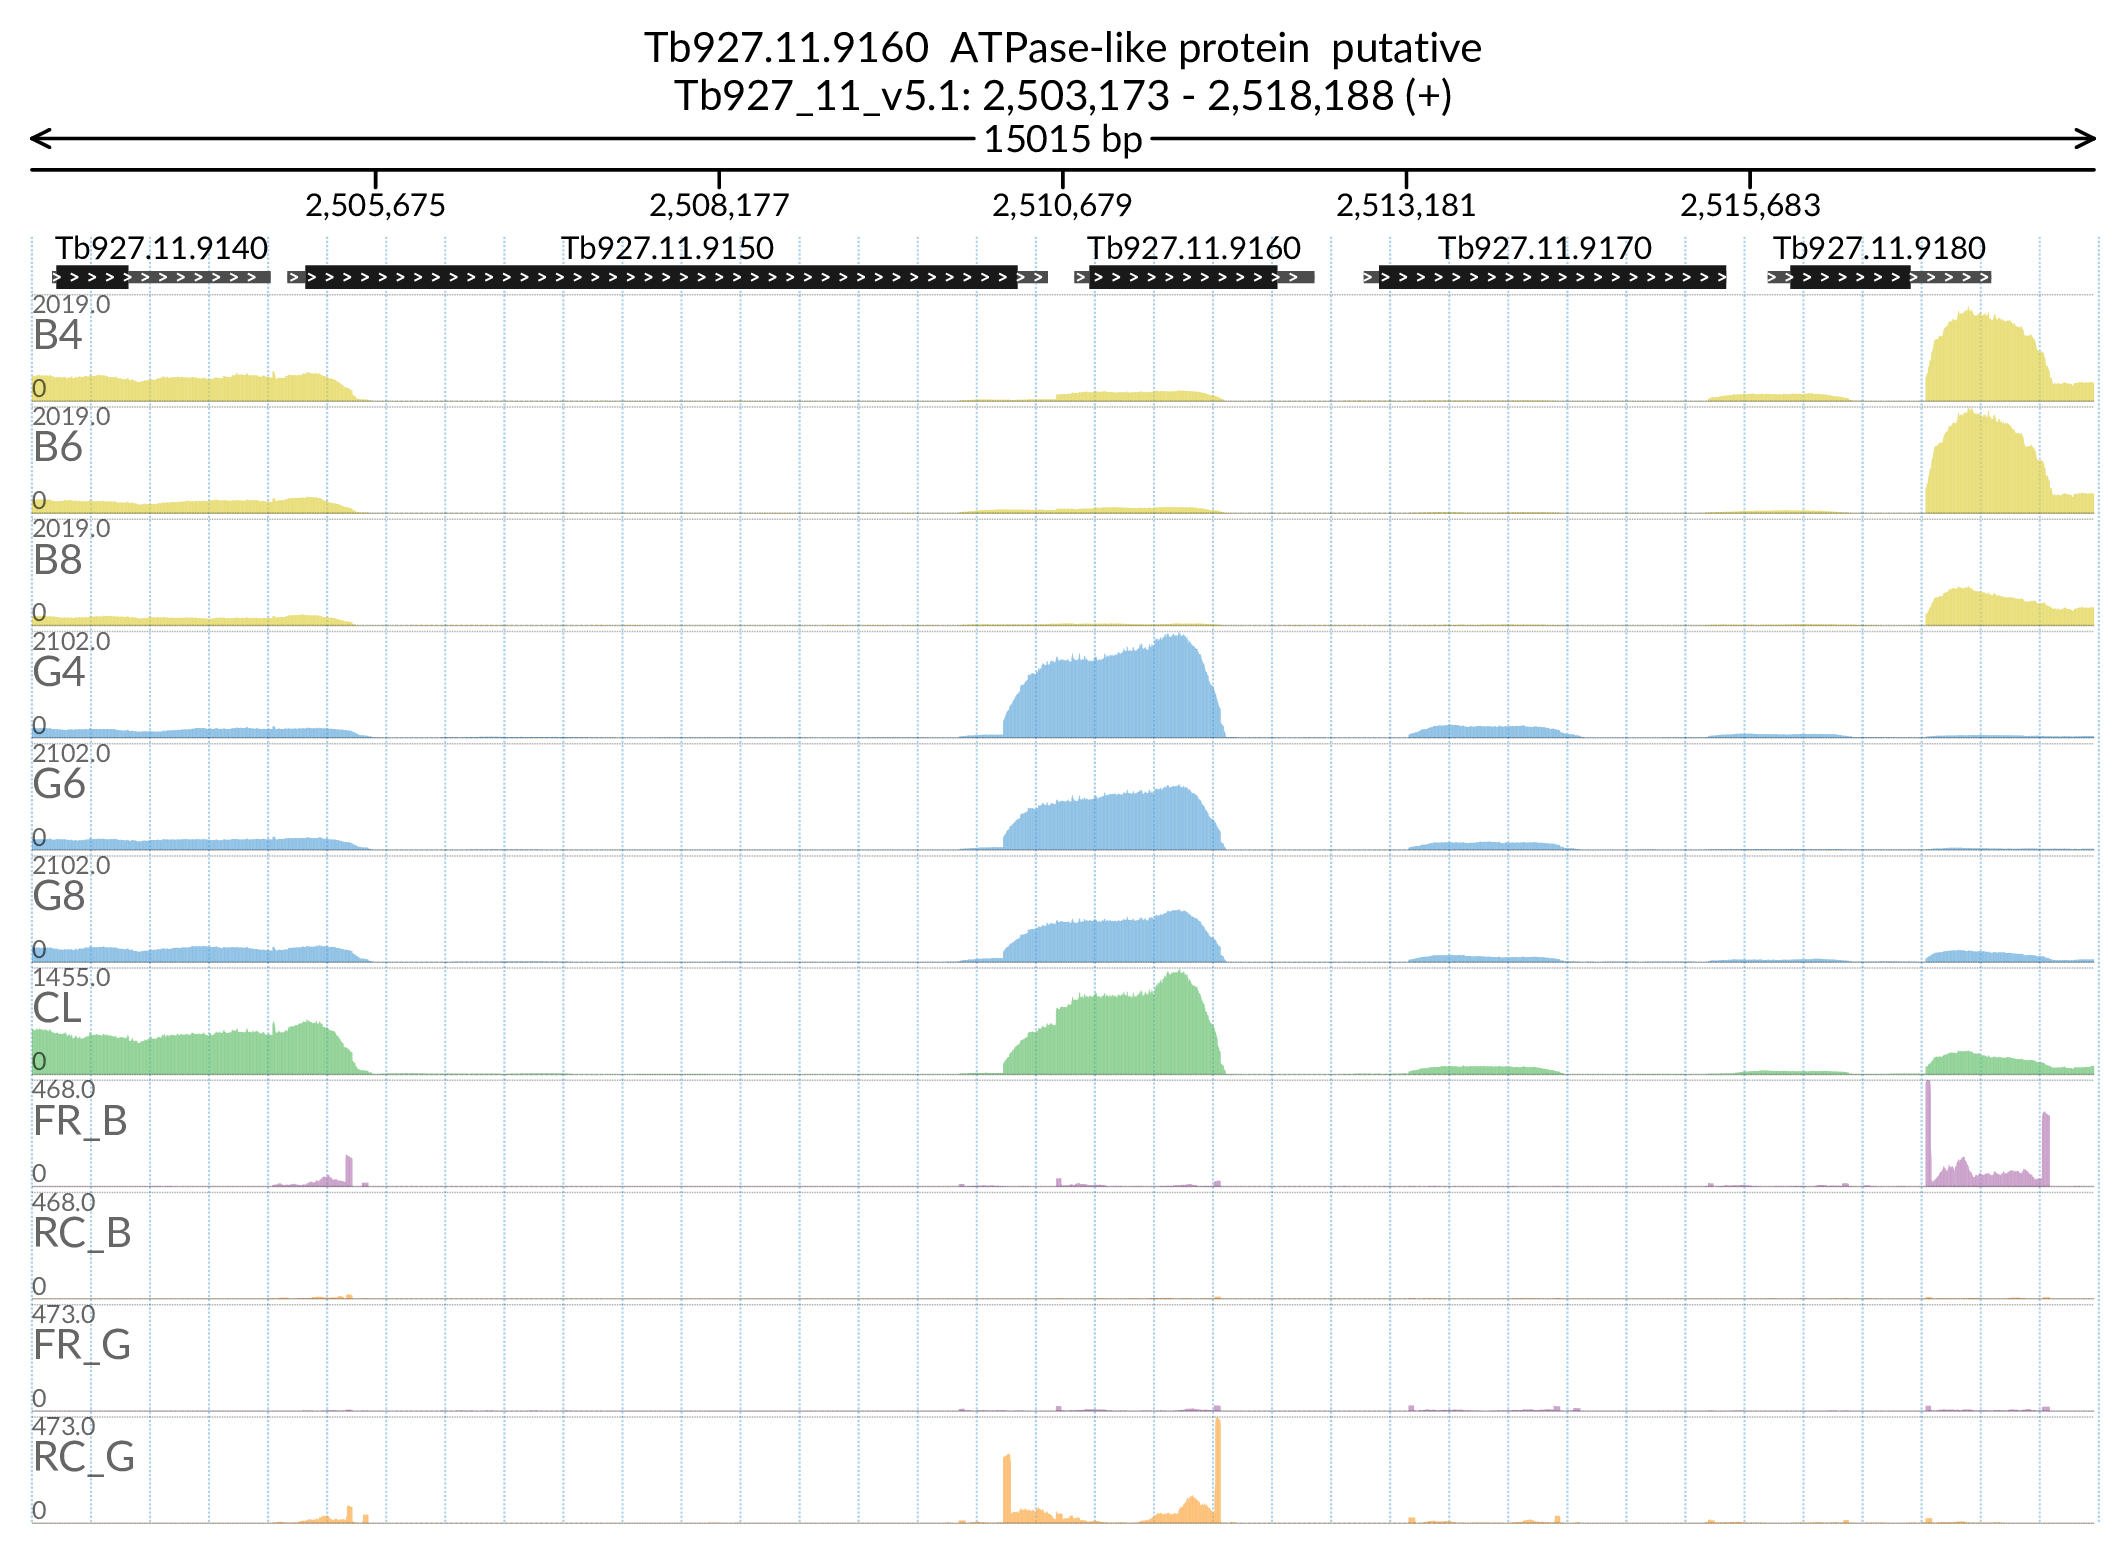 Tb927.11.9160 ATPase-like protein putative
Tb927_11_v5.1: 2,503,173 - 2,518,188 (+)
15015 bp
2,505,675 2,508,177 2,510,679 2,513,181 2,515,683
Tb927.11.9140 Tb927.11.9150 Tb927.11.9160 Tb927.11.9170 Tb927.11.9180
2019.0
B4
0
2019.0
B6
0
2019.0
B8
0
2102.0
G4
0
2102.0
G6
0
2102.0
G8
0
1455.0
CL
0
468.0
FR_B
0
468.0
RC_B
0
473.0
FR_G
0
473.0
RC_G
0